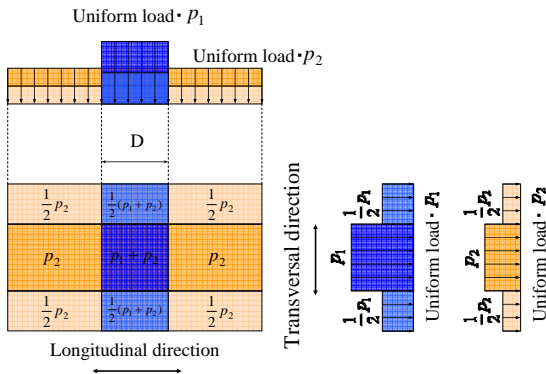 Uniform load・p₁
Uniform load・p₂
D
1/2 p₂
1/2 (p₁ + p₂)
1/2 p₂
p₂
p₁ + p₂
p₂
1/2 p₂
1/2 (p₁ + p₂)
1/2 p₂
Longitudinal direction
Transversal direction
1/2 p₁
p₁
1/2 p₁
Uniform load・p₁
1/2 p₂
p₂
1/2 p₂
Uniform load・p₂